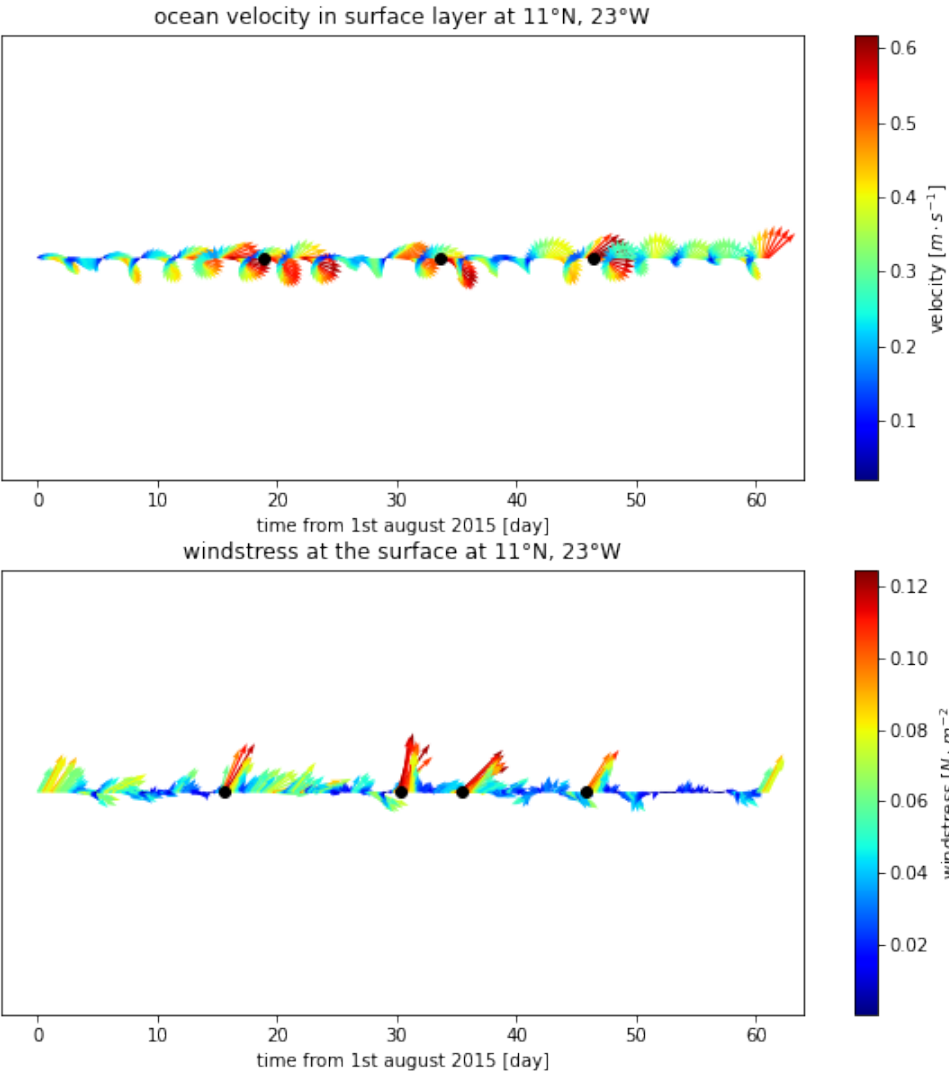 ocean velocity in surface layer at 11°N, 23°W
0.6
0.5
0.4
0.3
0.2
0.1
velocity [m · s⁻¹]
0 10 20 30 40 50 60
time from 1st august 2015 [day]
windstress at the surface at 11°N, 23°W
0.12
0.10
0.08
0.06
0.04
0.02
windstress [N · m⁻²
0 10 20 30 40 50 60
time from 1st august 2015 [day]